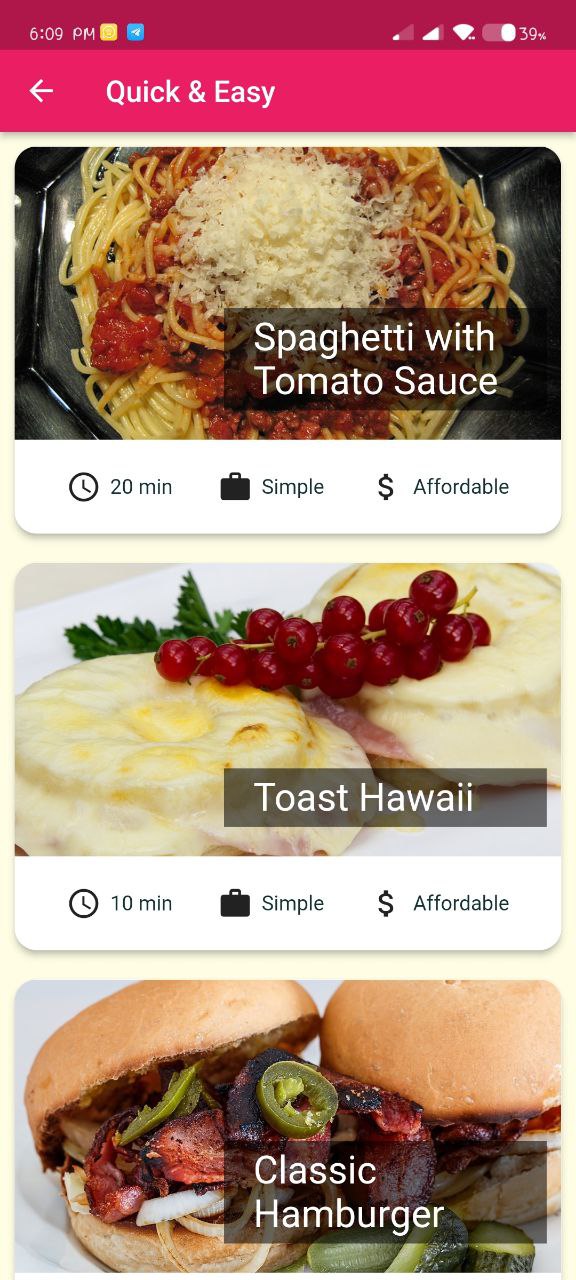 6:09 PM 39%
Quick & Easy
Spaghetti with
Tomato Sauce
20 min Simple Affordable
Toast Hawaii
10 min Simple Affordable
Classic
Hamburger